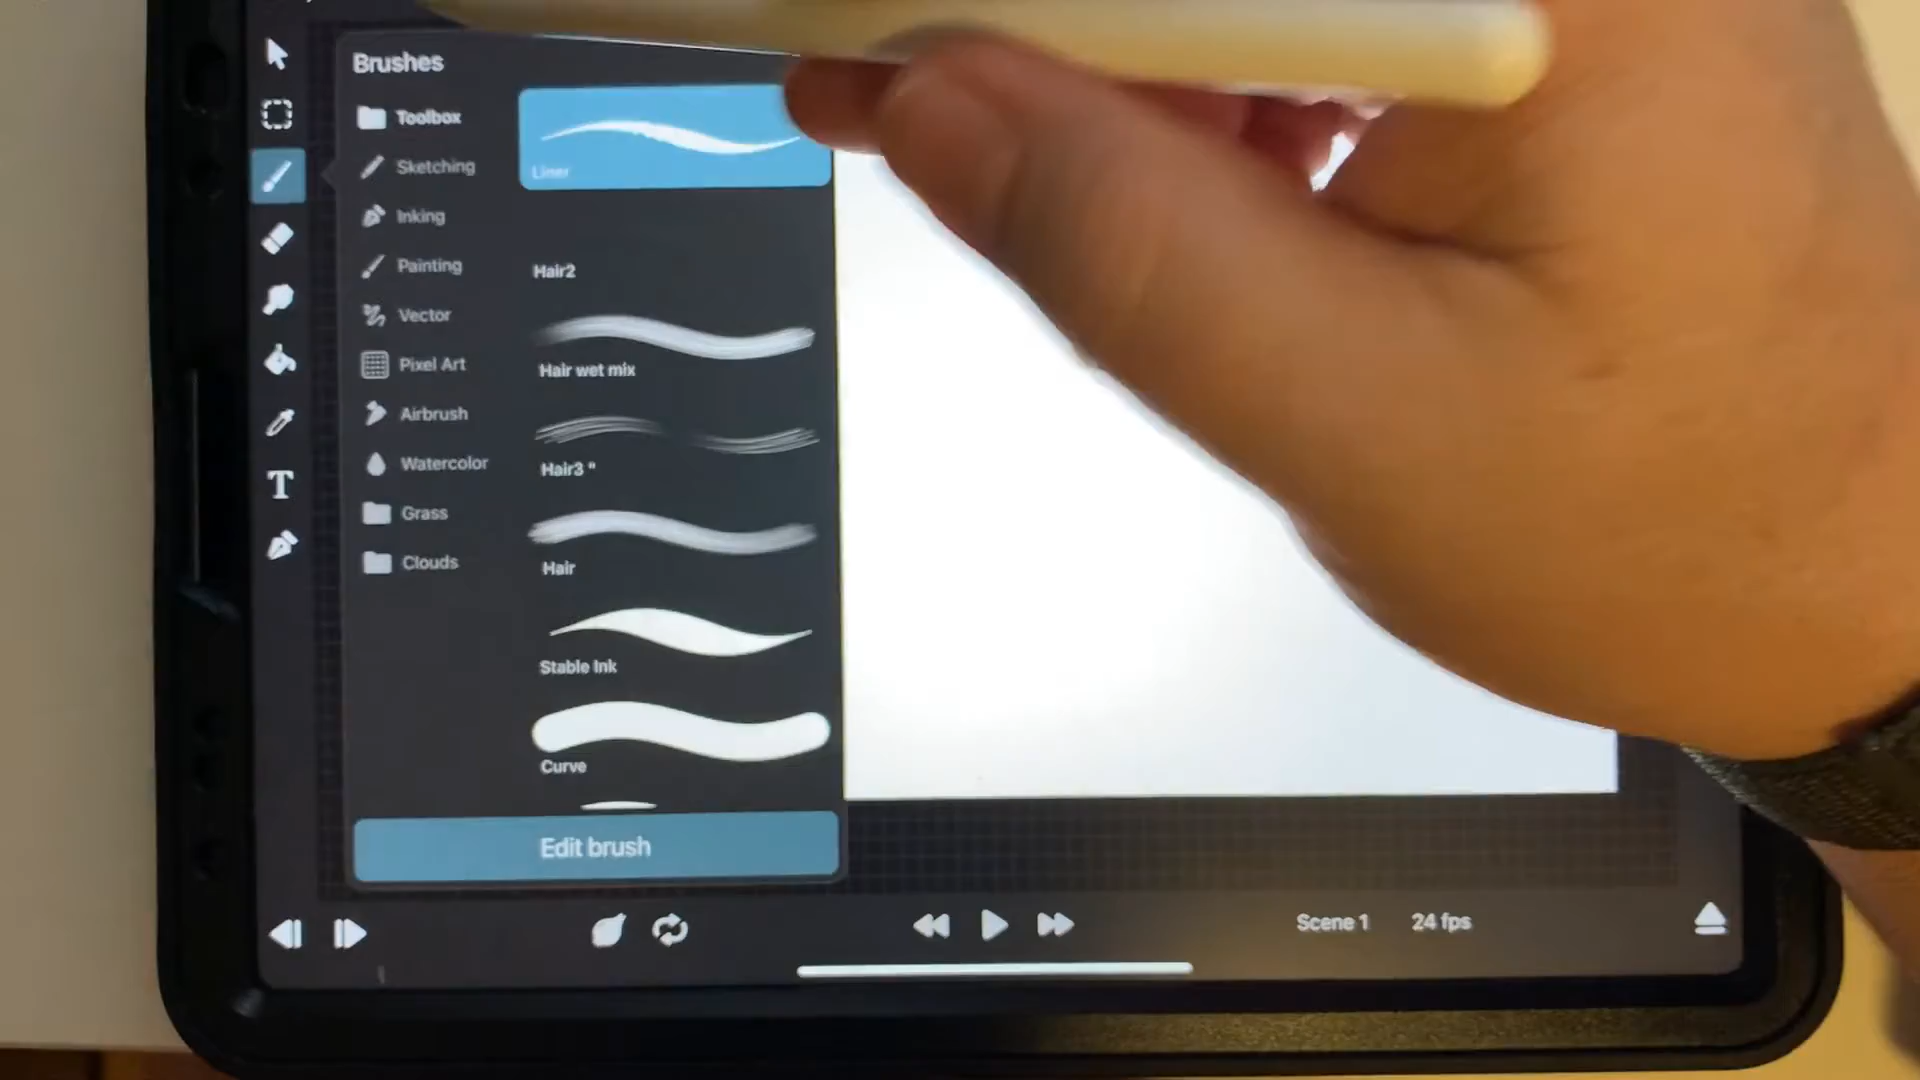 Brushes
Toolbox
Sketching
Inking
Painting
Vector
Pixel Art
Airbrush
Watercolor
Grass
Clouds
Liner
Hair2
Hair wet mix
Hair3 "
Hair
Stable Ink
Curve
Edit brush
T
Scene 1
24 fps